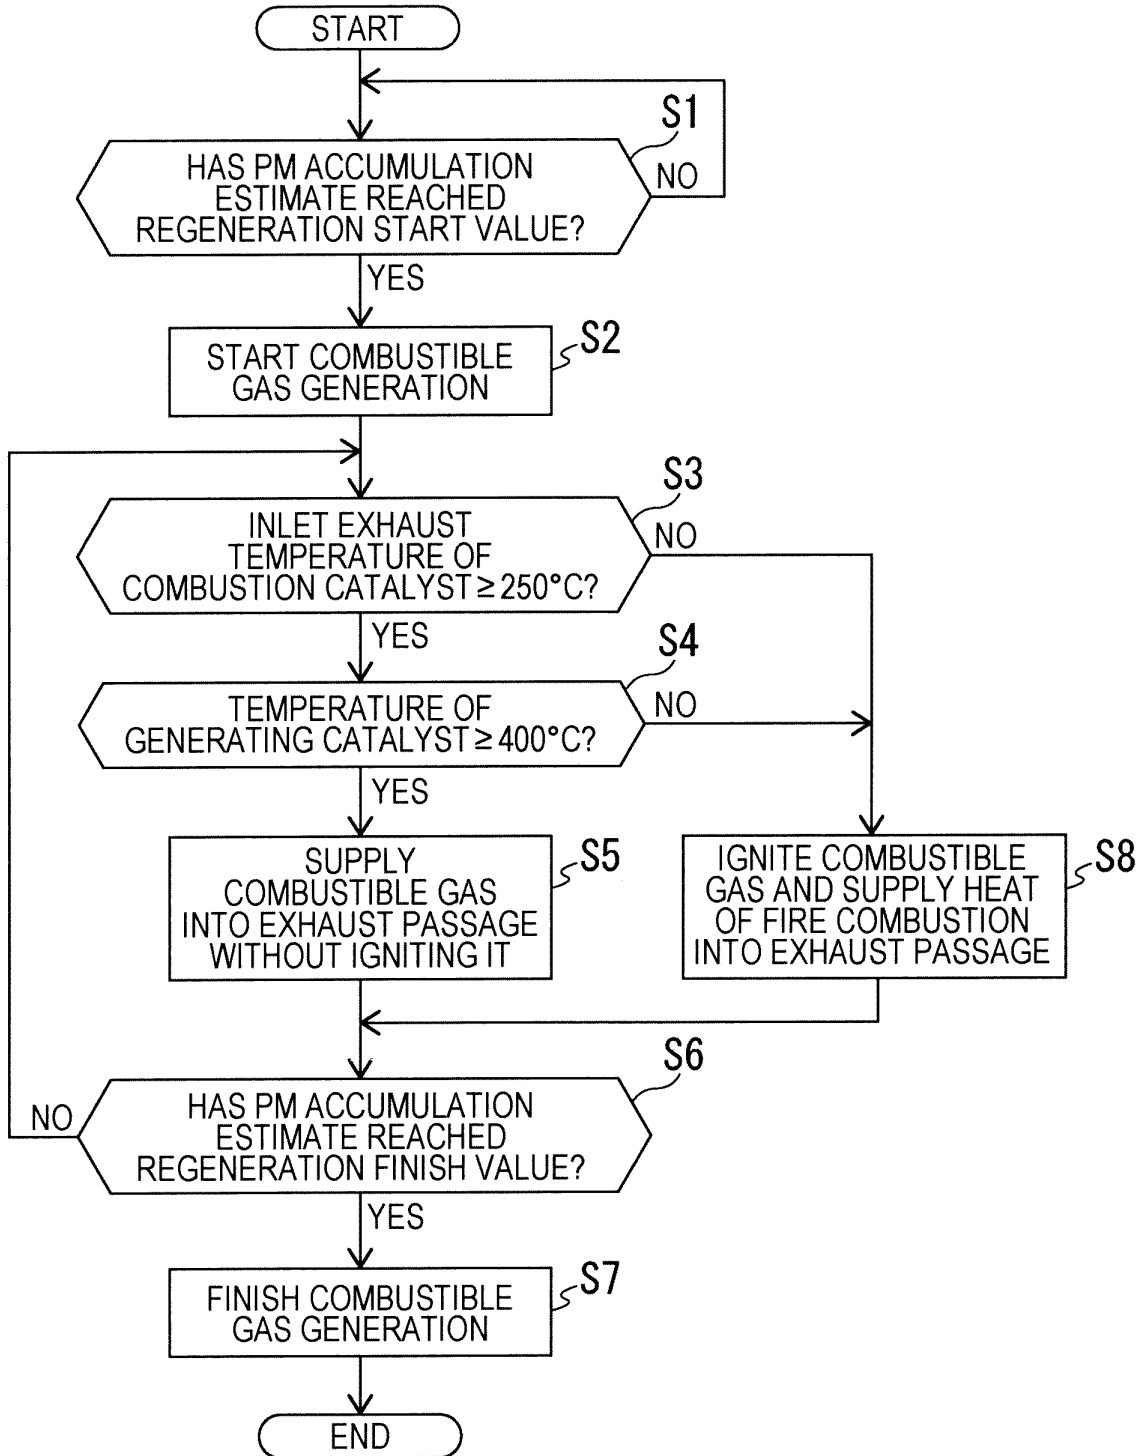 START
S1
HAS PM ACCUMULATION
ESTIMATE REACHED
REGENERATION START VALUE?
NO
YES
S2
START COMBUSTIBLE
GAS GENERATION
S3
INLET EXHAUST
TEMPERATURE OF
COMBUSTION CATALYST ≥ 250°C?
NO
YES
S4
TEMPERATURE OF
GENERATING CATALYST ≥ 400°C?
NO
YES
S5
SUPPLY
COMBUSTIBLE GAS
INTO EXHAUST PASSAGE
WITHOUT IGNITING IT
S8
IGNITE COMBUSTIBLE
GAS AND SUPPLY HEAT
OF FIRE COMBUSTION
INTO EXHAUST PASSAGE
S6
HAS PM ACCUMULATION
ESTIMATE REACHED
REGENERATION FINISH VALUE?
NO
YES
S7
FINISH COMBUSTIBLE
GAS GENERATION
END